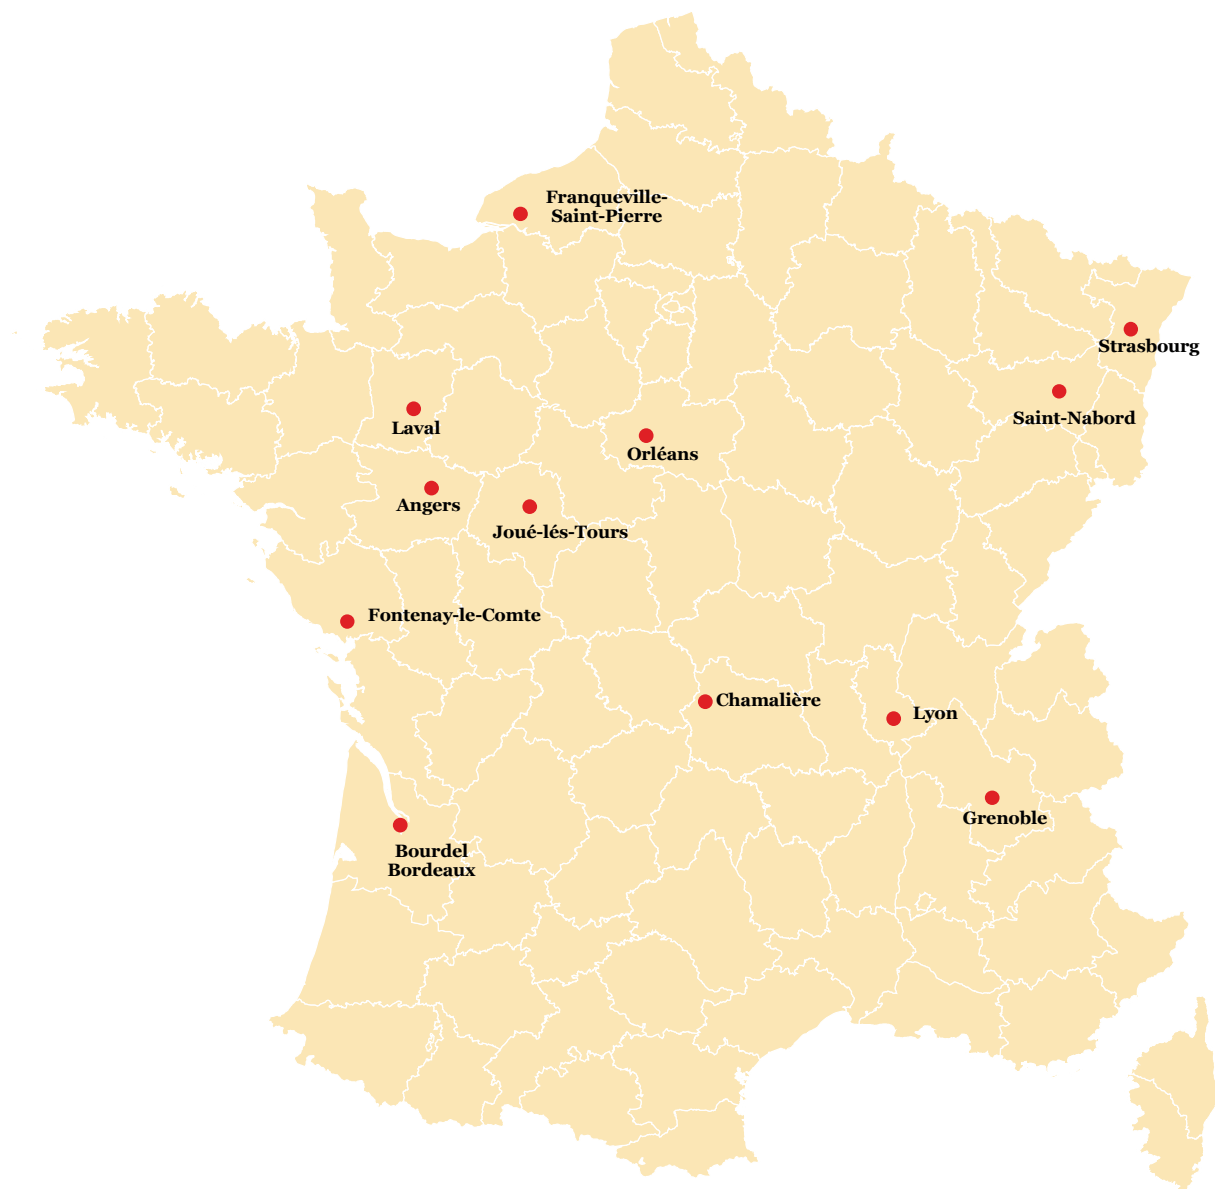 Franqueville-
Saint-Pierre
Strasbourg
Saint-Nabord
Laval
Orléans
Angers
Joué-lés-Tours
Fontenay-le-Comte
Chamalière
Lyon
Grenoble
Bourdel
Bordeaux